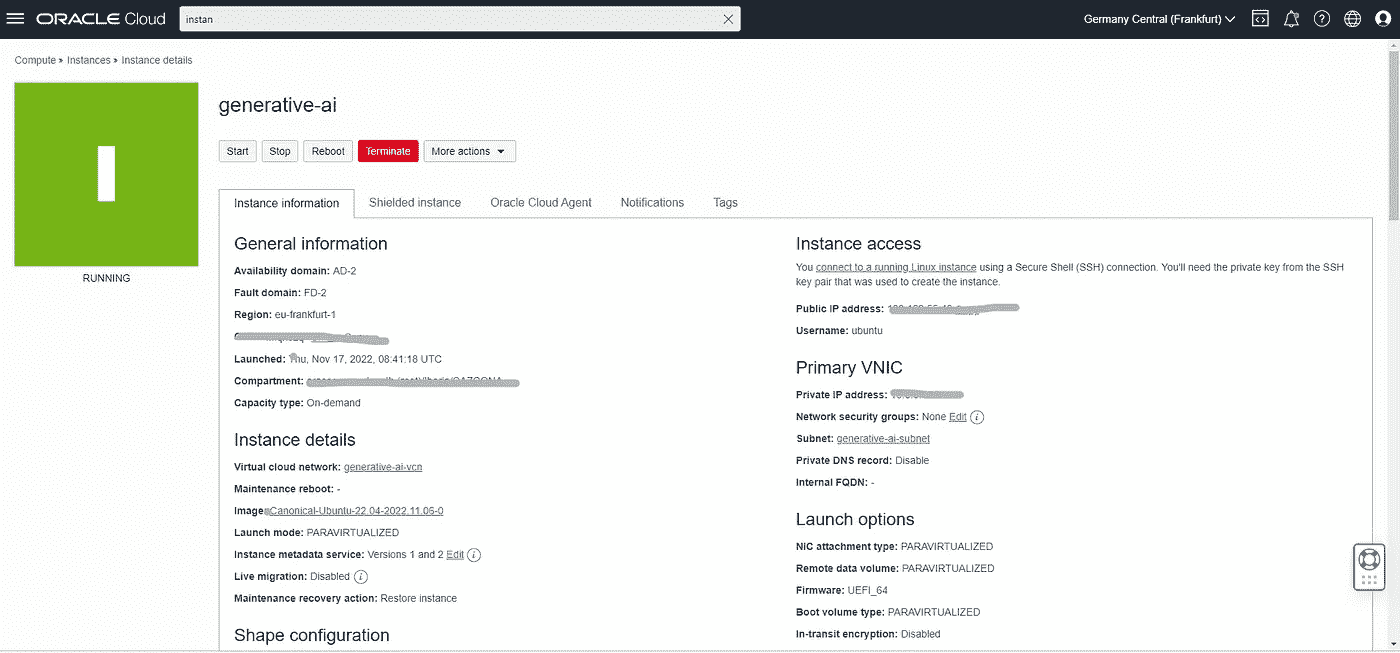 ORACLE Cloud
instan
Germany Central (Frankfurt)
Compute » Instances » Instance details
RUNNING
generative-ai
Start Stop Reboot Terminate More actions
Instance information Shielded instance Oracle Cloud Agent Notifications Tags
General information
Availability domain: AD-2
Fault domain: FD-2
Region: eu-frankfurt-1
Launched: Thu, Nov 17, 2022, 08:41:18 UTC
Compartment:
Capacity type: On-demand
Instance details
Virtual cloud network: generative-ai-vcn
Maintenance reboot: -
Image: Canonical-Ubuntu-22.04-2022.11.06-0
Launch mode: PARAVIRTUALIZED
Instance metadata service: Versions 1 and 2 Edit
Live migration: Disabled
Maintenance recovery action: Restore instance
Shape configuration
Instance access
You connect to a running Linux instance using a Secure Shell (SSH) connection. You'll need the private key from the SSH
key pair that was used to create the instance.
Public IP address:
Username: ubuntu
Primary VNIC
Private IP address:
Network security groups: None Edit
Subnet: generative-ai-subnet
Private DNS record: Disable
Internal FQDN: -
Launch options
NIC attachment type: PARAVIRTUALIZED
Remote data volume: PARAVIRTUALIZED
Firmware: UEFI_64
Boot volume type: PARAVIRTUALIZED
In-transit encryption: Disabled